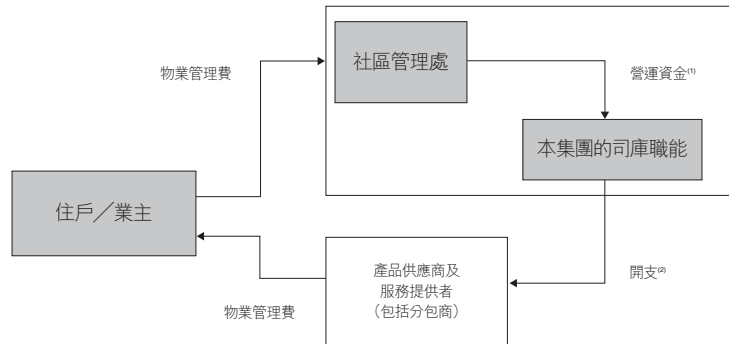 社區管理處
物業管理費
營運資金(1)
本集團的司庫職能
住戶／業主
產品供應商及
服務提供者
（包括分包商）
開支(2)
物業管理費